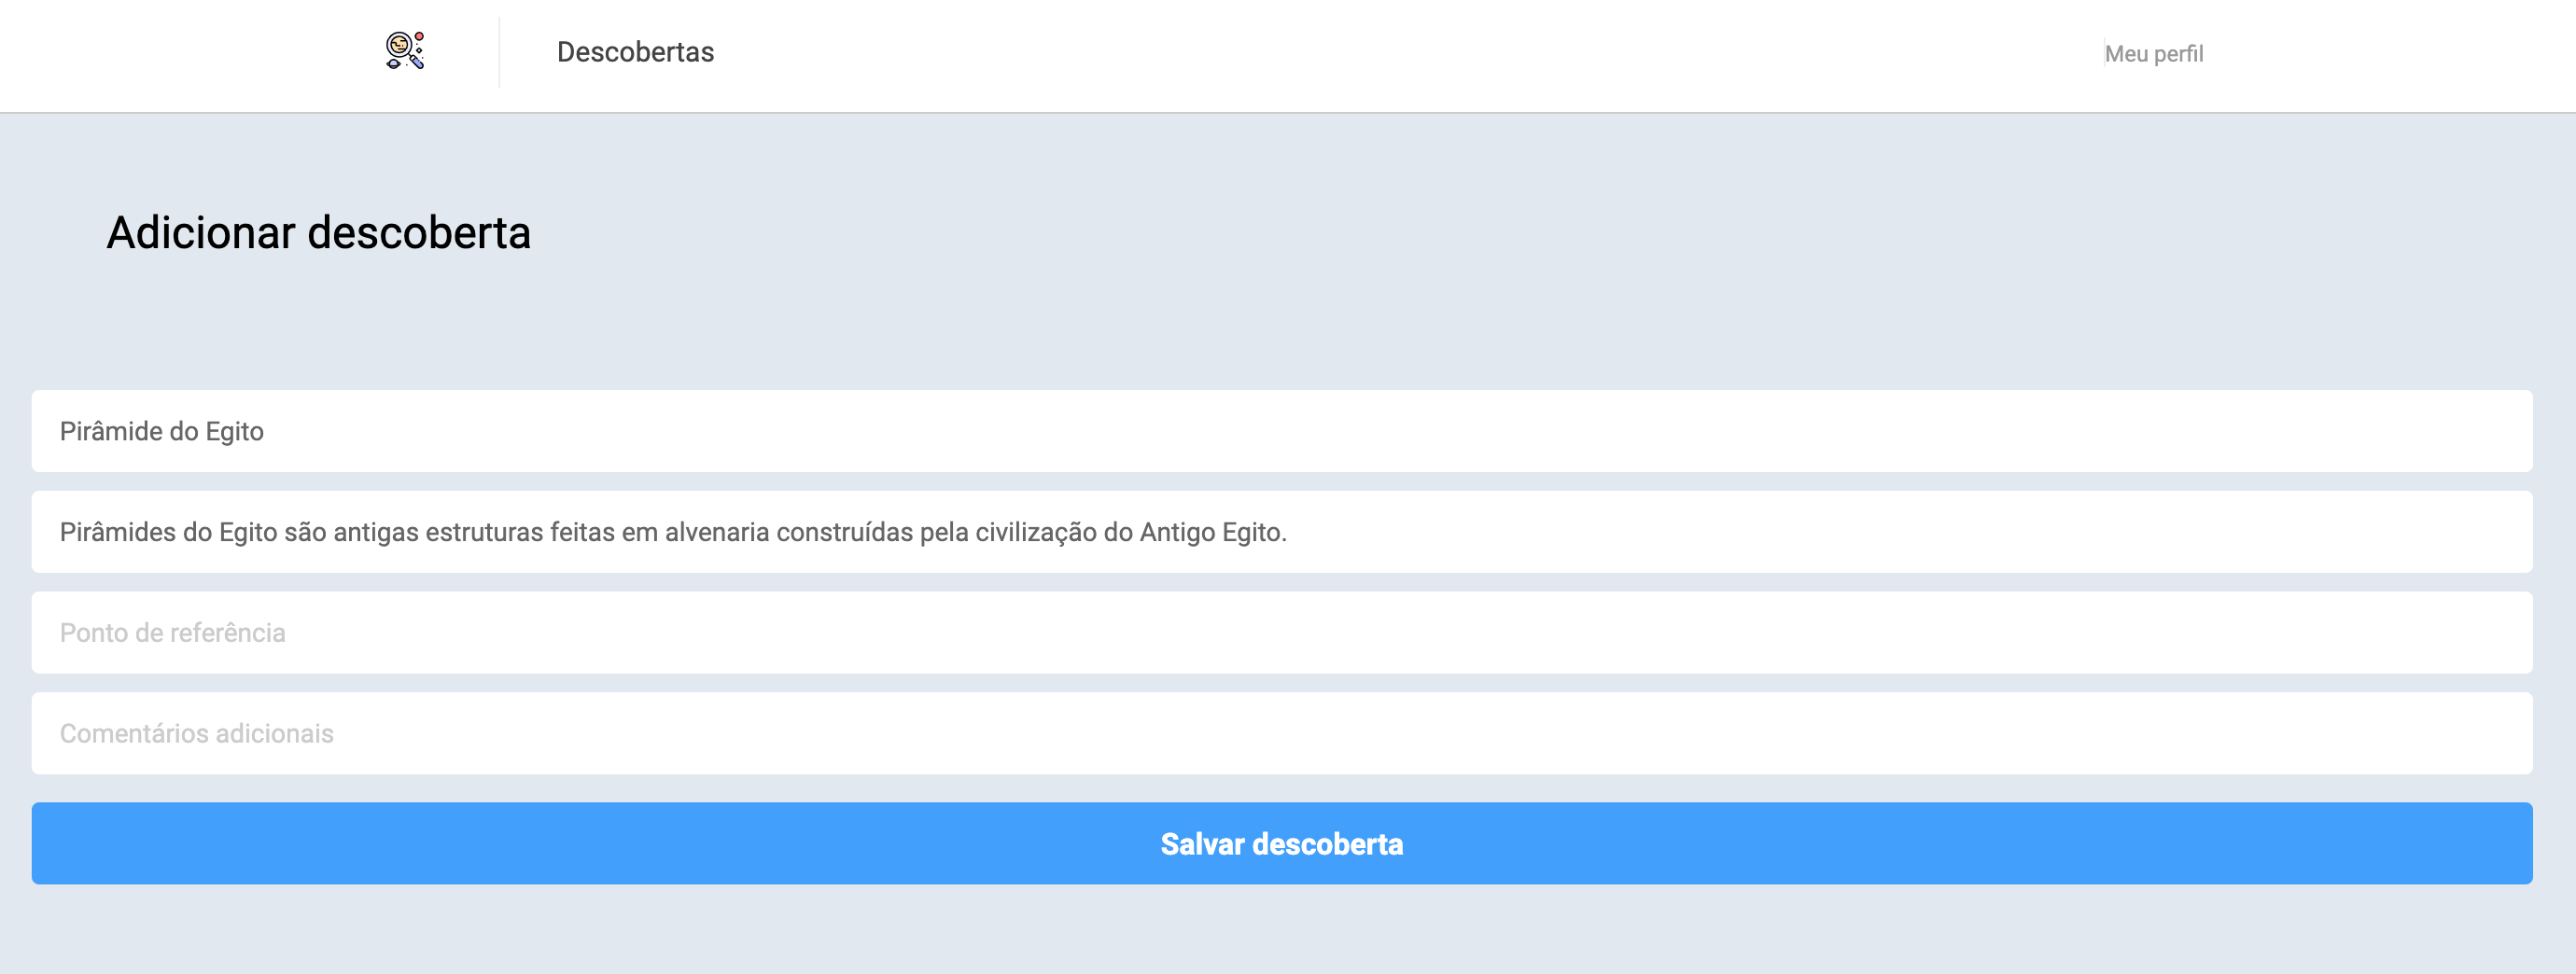 Descobertas
Meu perfil
Adicionar descoberta
Pirâmide do Egito
Pirâmides do Egito são antigas estruturas feitas em alvenaria construídas pela civilização do Antigo Egito.
Ponto de referência
Comentários adicionais
Salvar descoberta